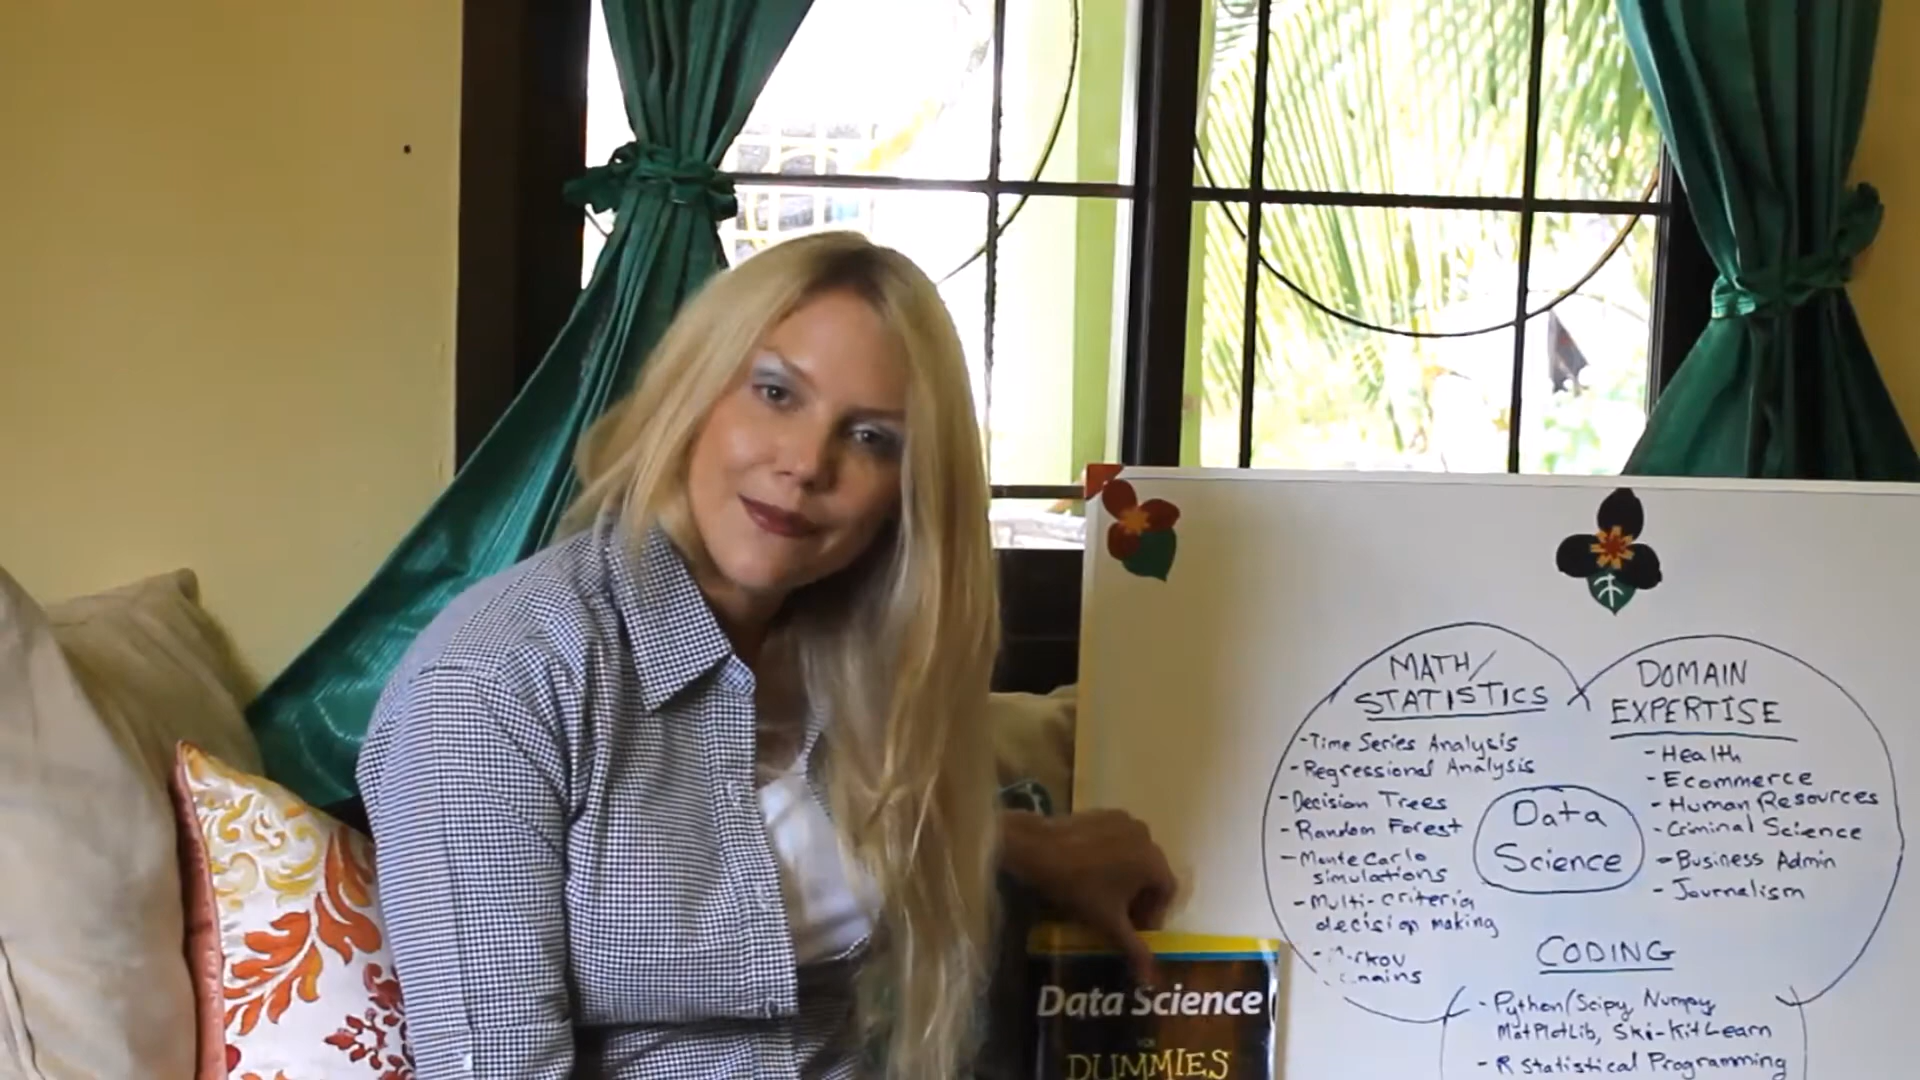 MATH/
STATISTICS
-Time Series Analysis
-Regressional Analysis
-Decision Trees
-Random Forest
-Monte Carlo
simulations
-Multi-criteria
decision making
DOMAIN
EXPERTISE
-Health
-Ecommerce
-Human Resources
-Criminal Science
-Business Admin
-Journalism
Data
Science
CODING
-Python(Scipy, Numpy,
MatPlotLib, Ski-KitLearn
-R Statistical Programming
Data Science
FOR
DUMMIES